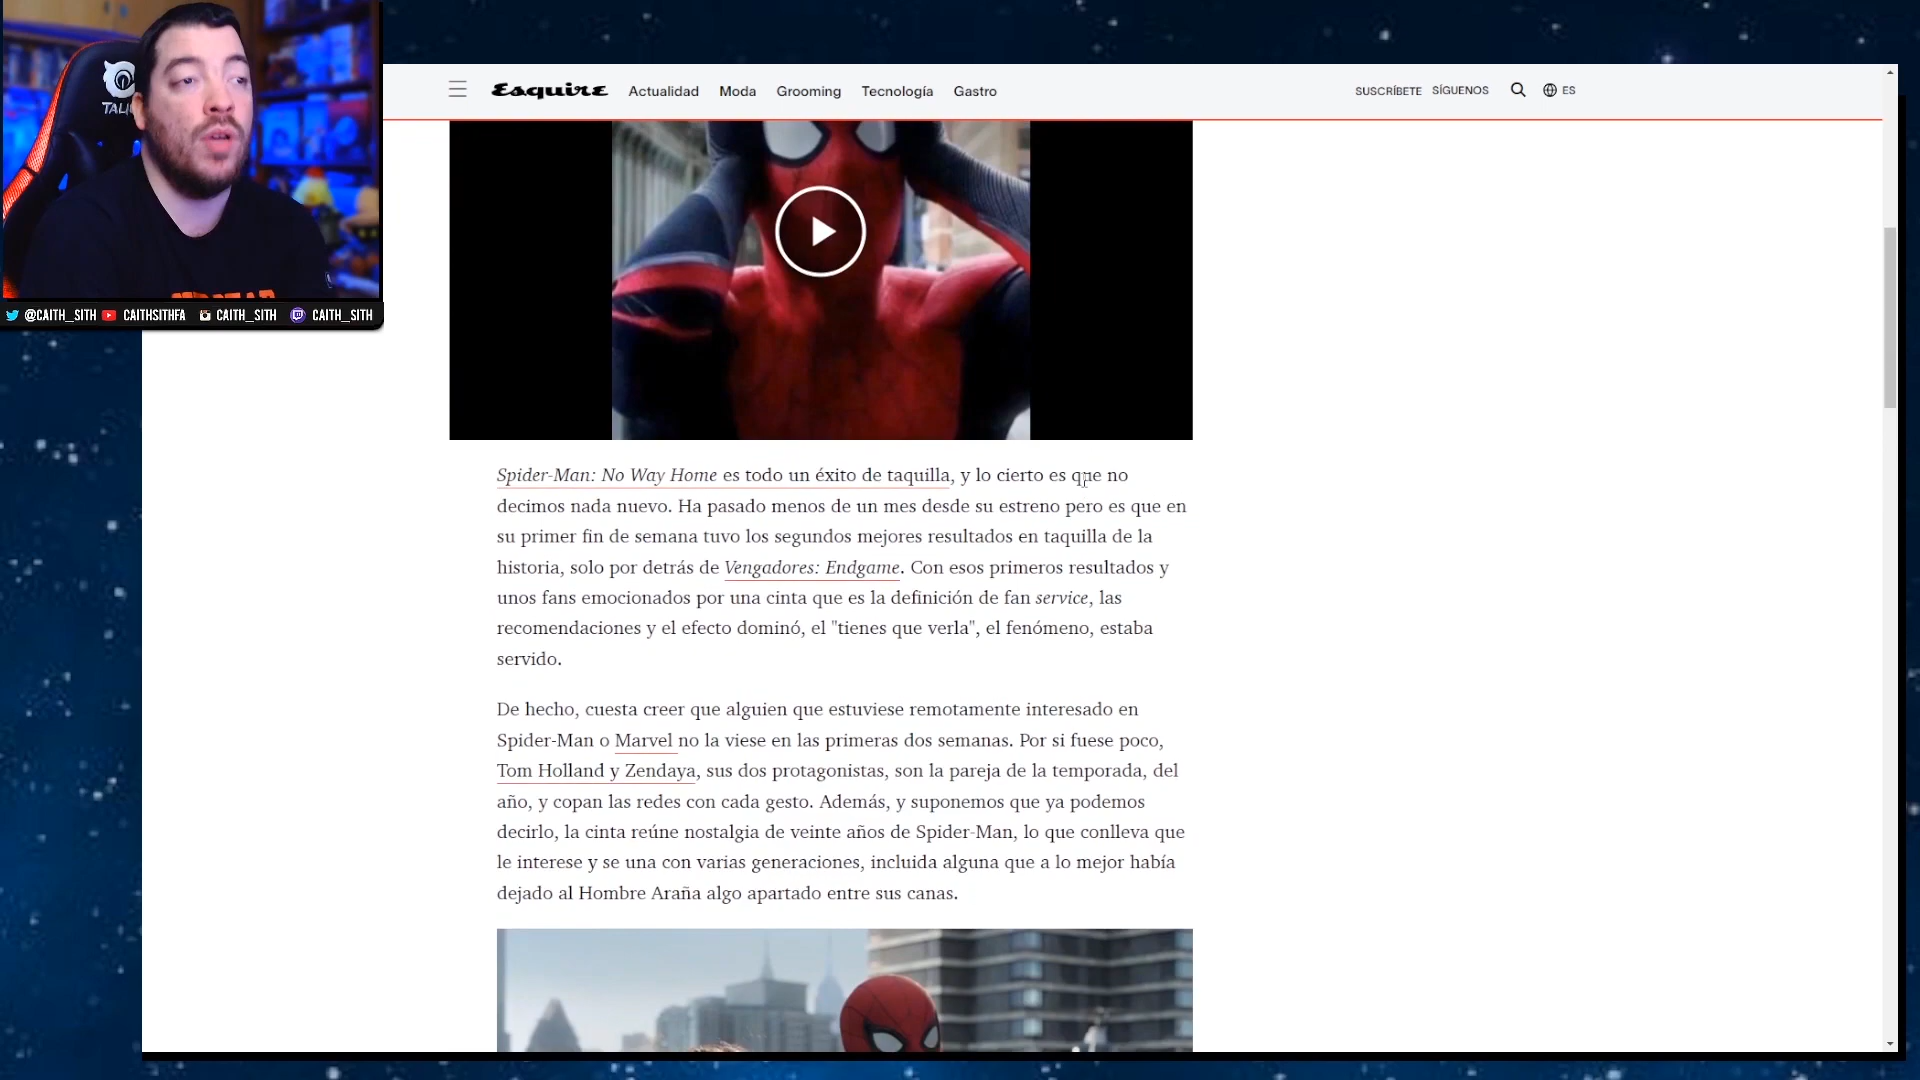 TALI
@CAITH_SITH CAITHSITHFA CAITH_SITH CAITH_SITH
Esquire Actualidad Moda Grooming Tecnología Gastro SUSCRÍBETE SÍGUENOS ES
Spider-Man: No Way Home es todo un éxito de taquilla, y lo cierto es que no
decimos nada nuevo. Ha pasado menos de un mes desde su estreno pero es que en
su primer fin de semana tuvo los segundos mejores resultados en taquilla de la
historia, solo por detrás de Vengadores: Endgame. Con esos primeros resultados y
unos fans emocionados por una cinta que es la definición de fan service, las
recomendaciones y el efecto dominó, el "tienes que verla", el fenómeno, estaba
servido.
De hecho, cuesta creer que alguien que estuviese remotamente interesado en
Spider-Man o Marvel no la viese en las primeras dos semanas. Por si fuese poco,
Tom Holland y Zendaya, sus dos protagonistas, son la pareja de la temporada, del
año, y copan las redes con cada gesto. Además, y suponemos que ya podemos
decirlo, la cinta reúne nostalgia de veinte años de Spider-Man, lo que conlleva que
le interese y se una con varias generaciones, incluida alguna que a lo mejor había
dejado al Hombre Araña algo apartado entre sus canas.